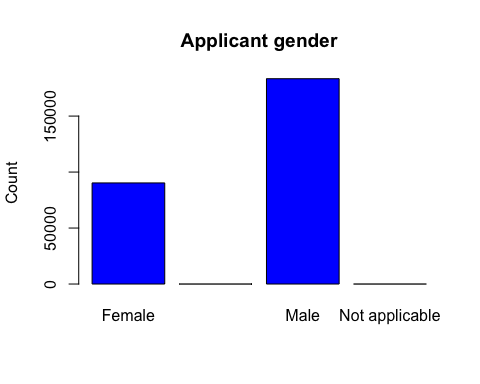 Applicant gender
Count
150000
50000
0
Female
Male
Not applicable